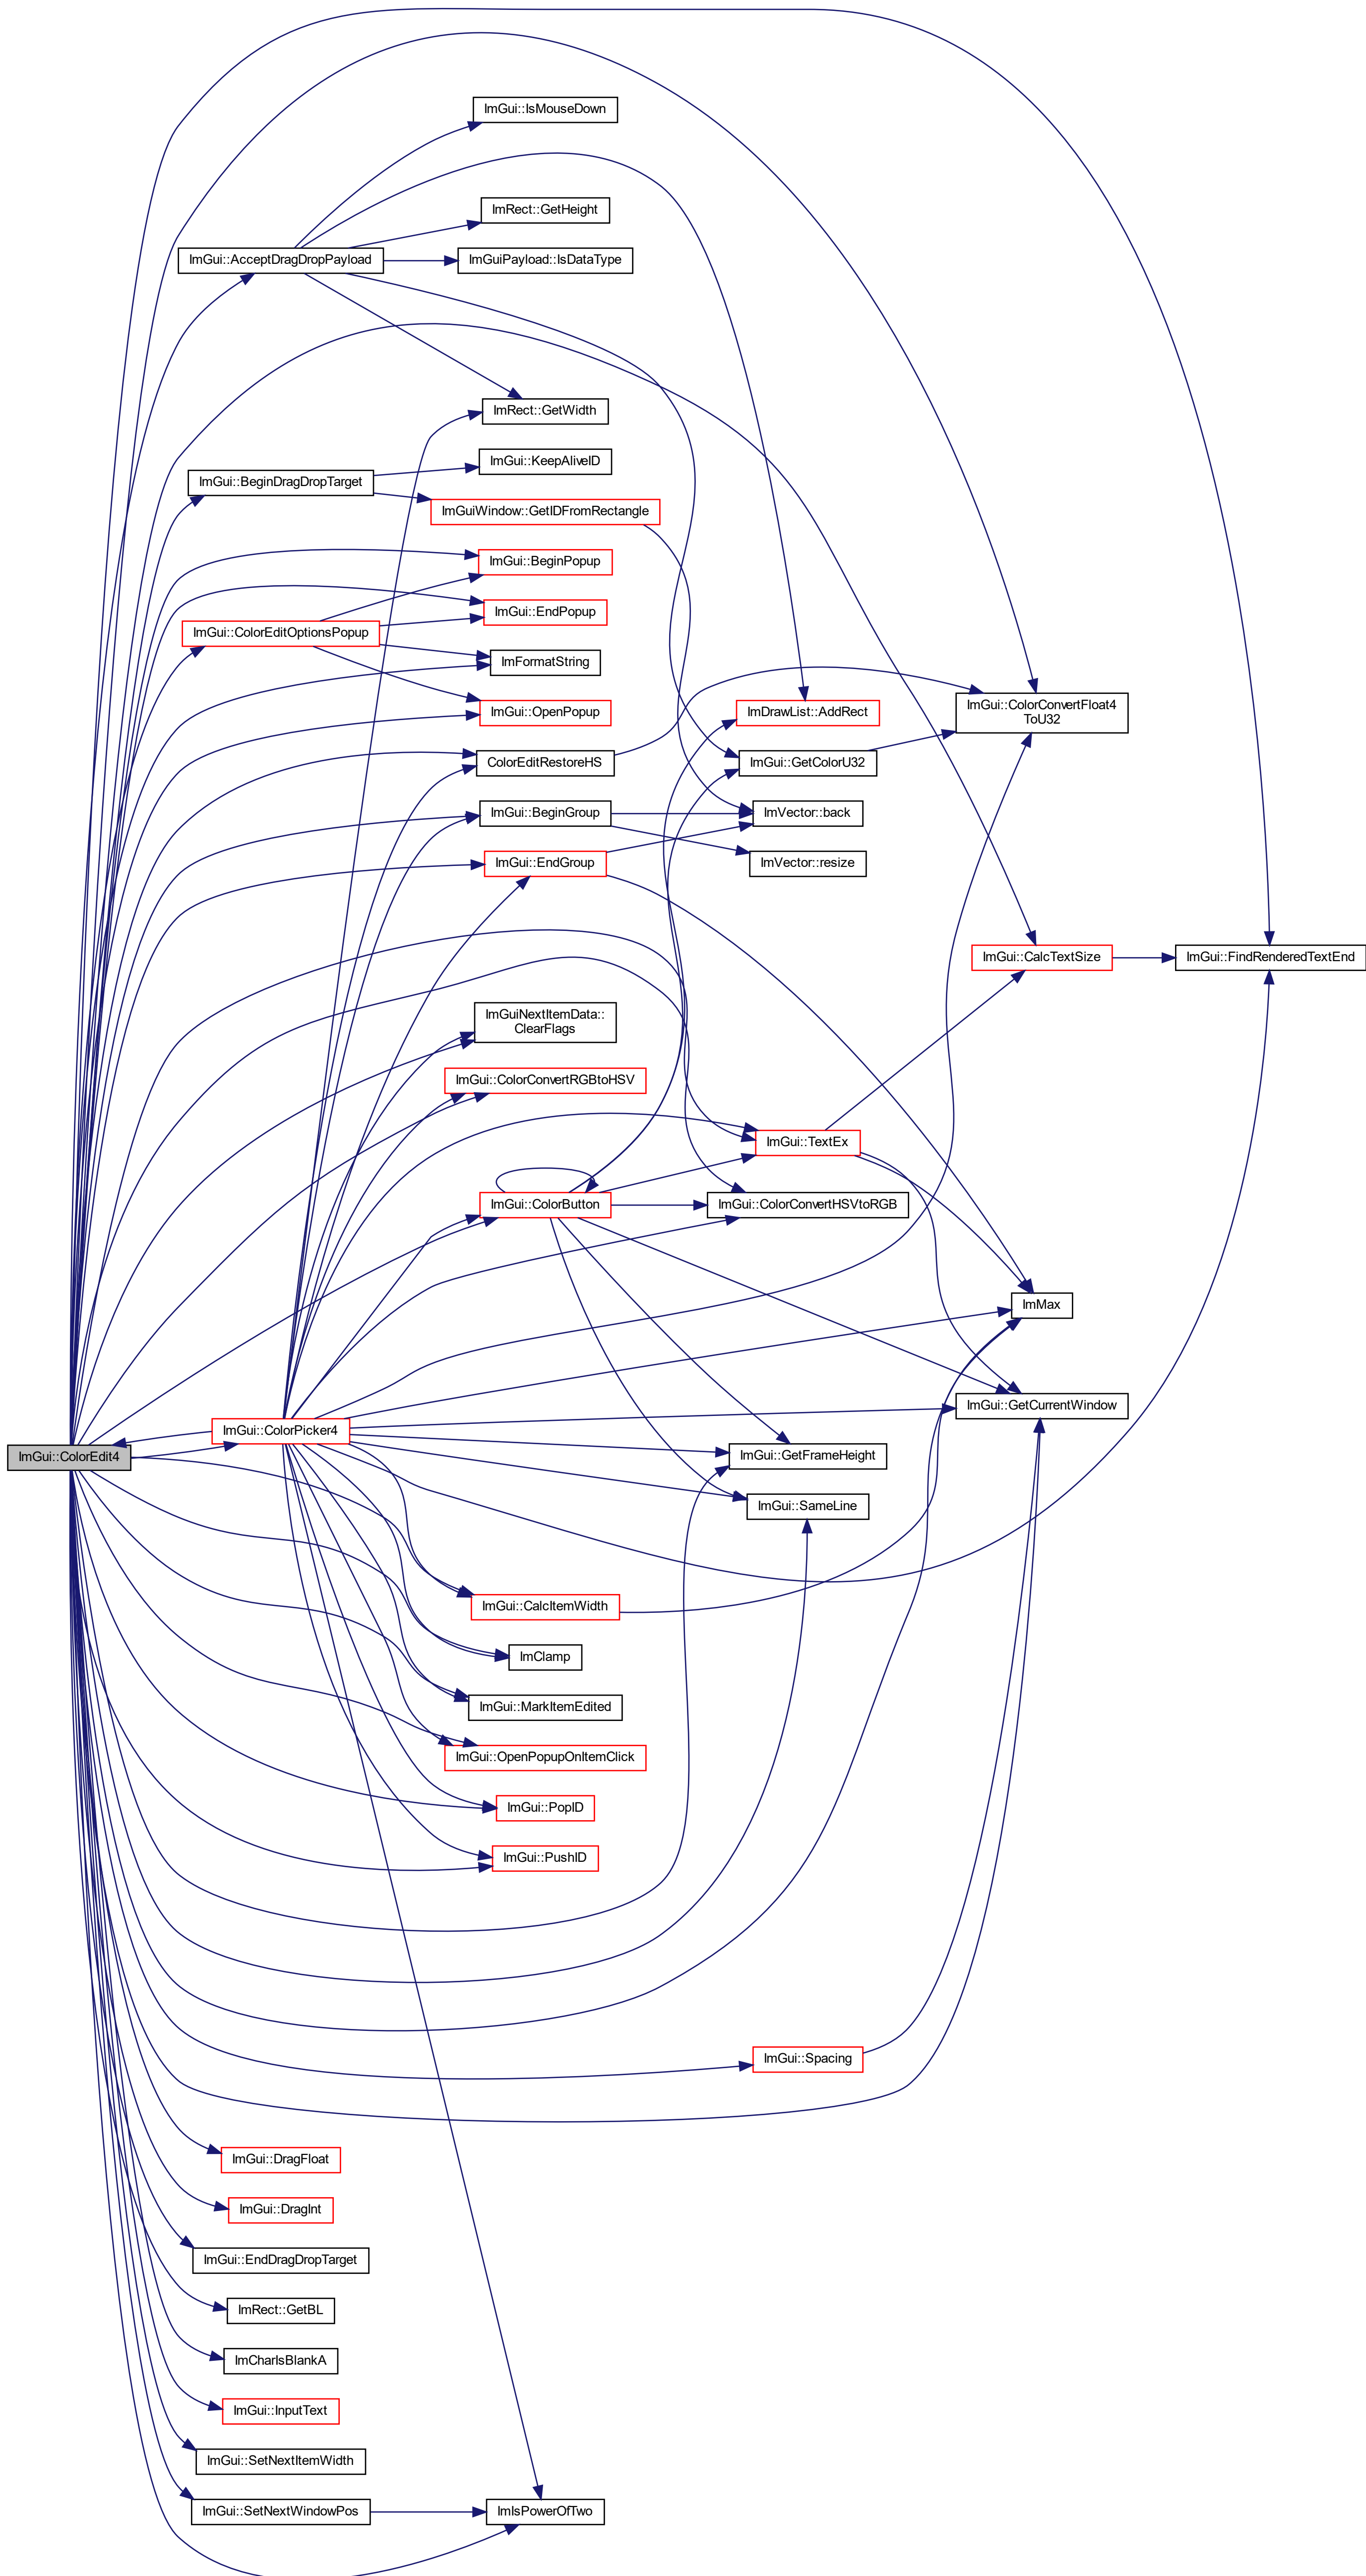 ImGui::IsMouseDown
ImRect::GetHeight
ImGui::AcceptDragDropPayload
ImGuiPayload::IsDataType
ImRect::GetWidth
ImGui::KeepAliveID
ImGui::BeginDragDropTarget
ImGuiWindow::GetIDFromRectangle
ImGui::BeginPopup
ImGui::EndPopup
ImGui::ColorEditOptionsPopup
ImFormatString
ImGui::OpenPopup
ImDrawList::AddRect
ImGui::ColorConvertFloat4
ToU32
ColorEditRestoreHS
ImGui::GetColorU32
ImGui::BeginGroup
ImVector::back
ImGui::EndGroup
ImVector::resize
ImGui::CalcTextSize
ImGui::FindRenderedTextEnd
ImGuiNextItemData::
ClearFlags
ImGui::ColorConvertRGBtoHSV
ImGui::TextEx
ImGui::ColorButton
ImGui::ColorConvertHSVtoRGB
ImMax
ImGui::GetCurrentWindow
ImGui::ColorPicker4
ImGui::ColorEdit4
ImGui::GetFrameHeight
ImGui::SameLine
ImGui::CalcItemWidth
ImClamp
ImGui::MarkItemEdited
ImGui::OpenPopupOnItemClick
ImGui::PopID
ImGui::PushID
ImGui::Spacing
ImGui::DragFloat
ImGui::DragInt
ImGui::EndDragDropTarget
ImRect::GetBL
ImCharIsBlankA
ImGui::InputText
ImGui::SetNextItemWidth
ImGui::SetNextWindowPos
ImIsPowerOfTwo